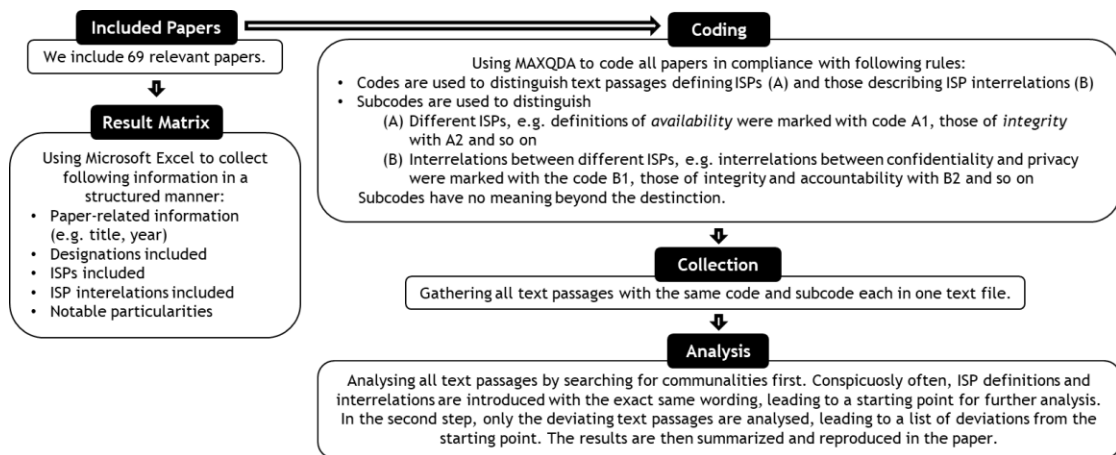 Included Papers
We include 69 relevant papers.
Result Matrix
Using Microsoft Excel to collect
following information in a
structured manner:
• Paper-related information
(e.g. title, year)
• Designations included
• ISPs included
• ISP interelations included
• Notable particularities
Coding
Using MAXQDA to code all papers in compliance with following rules:
• Codes are used to distinguish text passages defining ISPs (A) and those describing ISP interrelations (B)
• Subcodes are used to distinguish
(A) Different ISPs, e.g. definitions of availability were marked with code A1, those of integrity
with A2 and so on
(B) Interrelations between different ISPs, e.g. interrelations between confidentiality and privacy
were marked with the code B1, those of integrity and accountability with B2 and so on
Subcodes have no meaning beyond the destinction.
Collection
Gathering all text passages with the same code and subcode each in one text file.
Analysis
Analysing all text passages by searching for communalities first. Conspicuously often, ISP definitions and
interrelations are introduced with the exact same wording, leading to a starting point for further analysis.
In the second step, only the deviating text passages are analysed, leading to a list of deviations from the
starting point. The results are then summarized and reproduced in the paper.